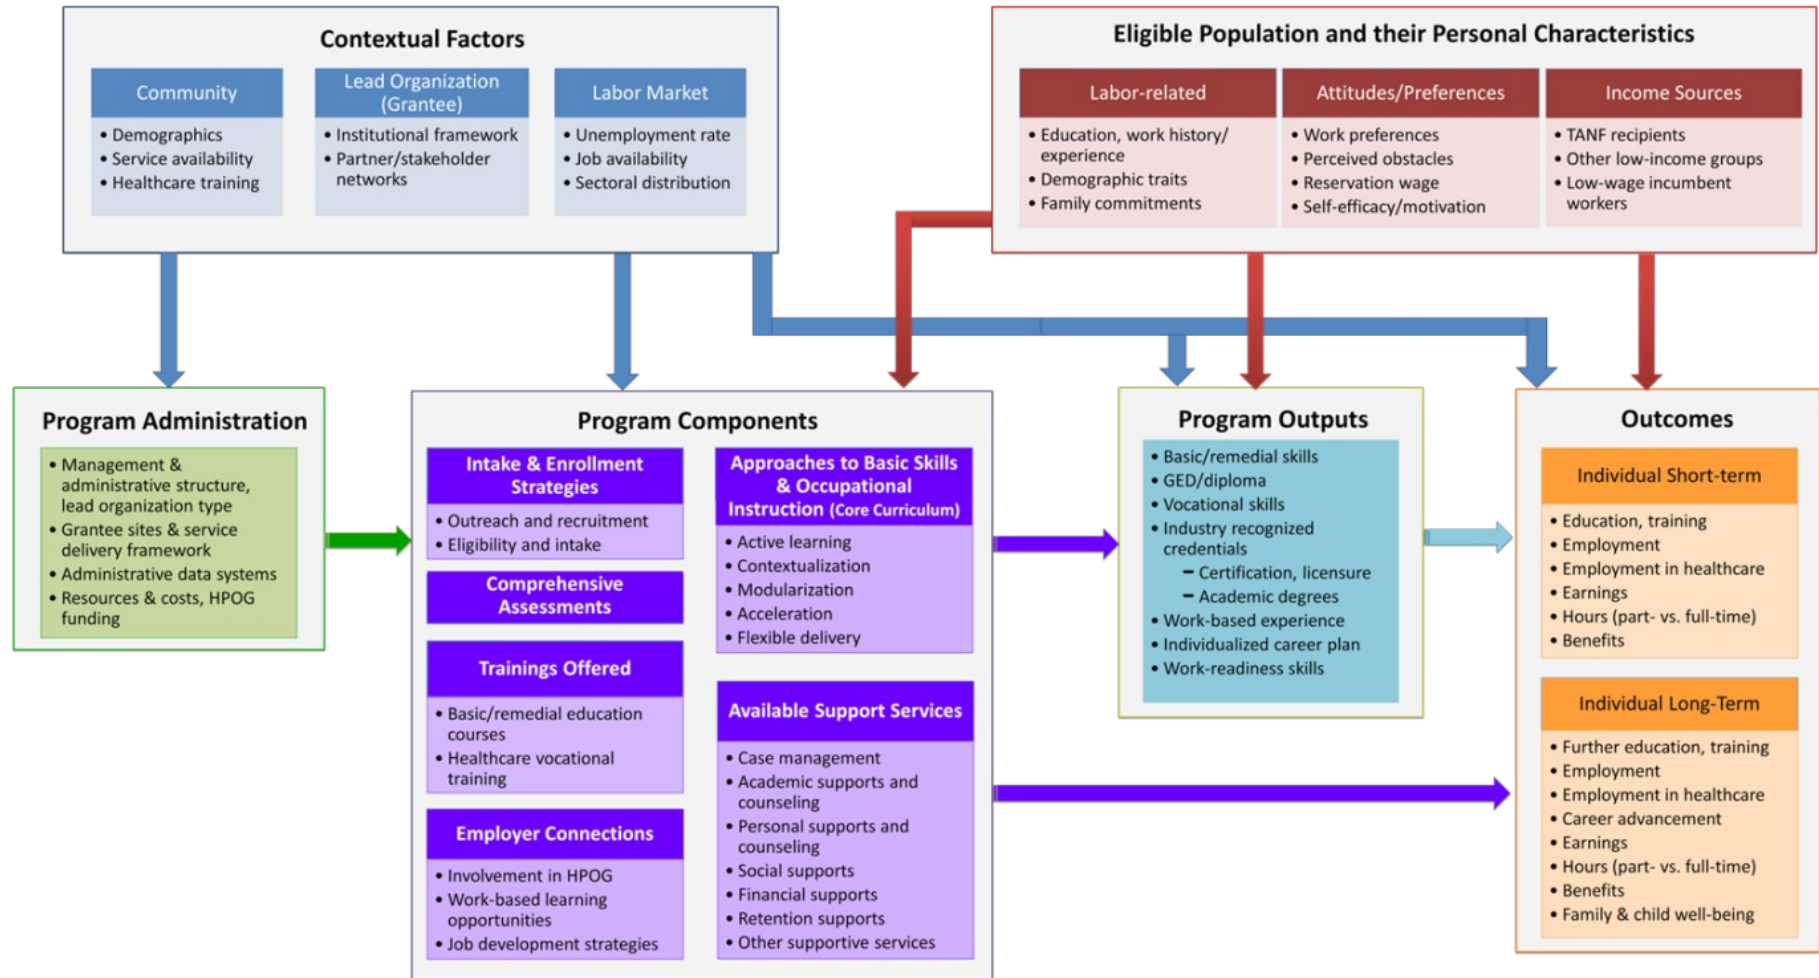 Contextual Factors
Community
• Demographics
• Service availability
• Healthcare training
Lead Organization
(Grantee)
• Institutional framework
• Partner/stakeholder
networks
Labor Market
• Unemployment rate
• Job availability
• Sectoral distribution
Eligible Population and their Personal Characteristics
Labor-related
• Education, work history/
experience
• Demographic traits
• Family commitments
Attitudes/Preferences
• Work preferences
• Perceived obstacles
• Reservation wage
• Self-efficacy/motivation
Income Sources
• TANF recipients
• Other low-income groups
• Low-wage incumbent
workers
Program Administration
• Management &
administrative structure,
lead organization type
• Grantee sites & service
delivery framework
• Administrative data systems
• Resources & costs, HPOG
funding
Program Components
Intake & Enrollment
Strategies
• Outreach and recruitment
• Eligibility and intake
Comprehensive
Assessments
Trainings Offered
• Basic/remedial education
courses
• Healthcare vocational
training
Employer Connections
• Involvement in HPOG
• Work-based learning
opportunities
• Job development strategies
Approaches to Basic Skills
& Occupational
Instruction (Core Curriculum)
• Active learning
• Contextualization
• Modularization
• Acceleration
• Flexible delivery
Available Support Services
• Case management
• Academic supports and
counseling
• Personal supports and
counseling
• Social supports
• Financial supports
• Retention supports
• Other supportive services
Program Outputs
• Basic/remedial skills
• GED/diploma
• Vocational skills
• Industry recognized
credentials
– Certification, licensure
– Academic degrees
• Work-based experience
• Individualized career plan
• Work-readiness skills
Outcomes
Individual Short-term
• Education, training
• Employment
• Employment in healthcare
• Earnings
• Hours (part- vs. full-time)
• Benefits
Individual Long-Term
• Further education, training
• Employment
• Employment in healthcare
• Career advancement
• Earnings
• Hours (part- vs. full-time)
• Benefits
• Family & child well-being